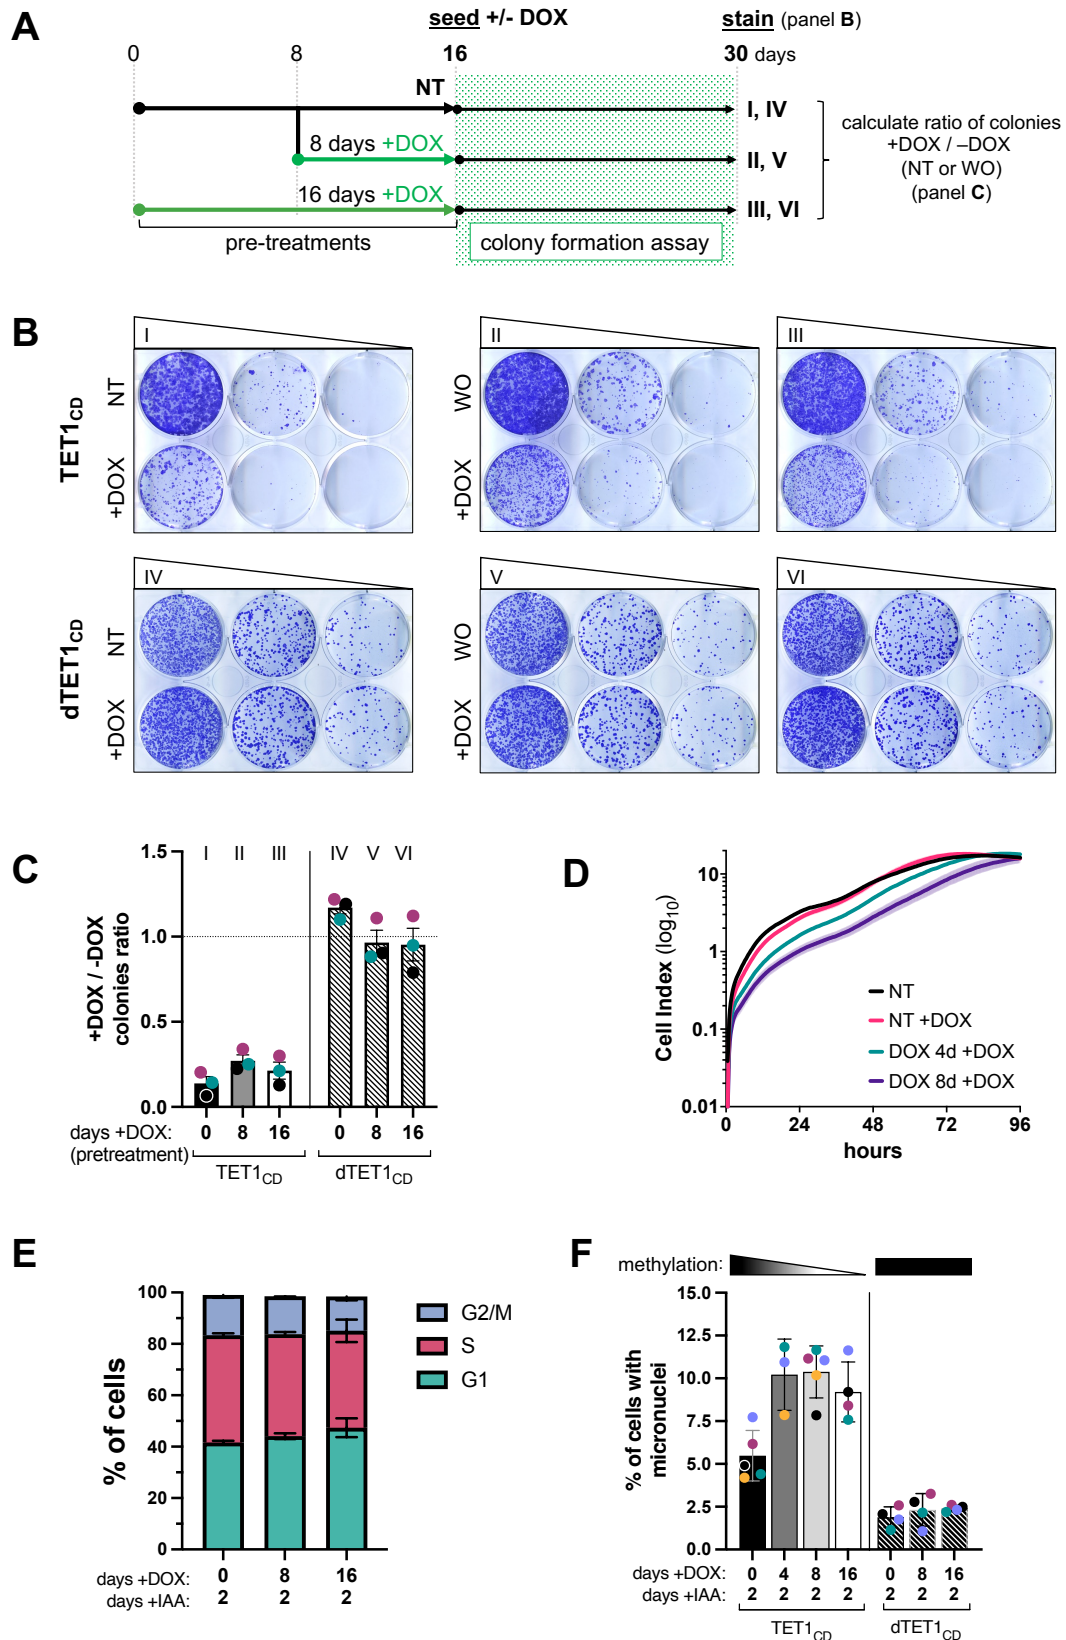 A
seed +/- DOX
stain (panel B)
0
8
16
30 days
NT
I, IV
8 days +DOX
II, V
16 days +DOX
III, VI
calculate ratio of colonies
+DOX / –DOX
(NT or WO)
(panel C)
pre-treatments
colony formation assay
B
I
II
III
TET1CD
NT
+DOX
WO
+DOX
IV
V
VI
dTET1CD
NT
+DOX
WO
+DOX
C
+DOX / -DOX
colonies ratio
1.5
1.0
0.5
0.0
I II III IV V VI
days +DOX: 0 8 16 0 8 16
(pretreatment)
TET1CD dTET1CD
D
Cell Index (log10)
10
1
0.1
0.01
NT
NT +DOX
DOX 4d +DOX
DOX 8d +DOX
0 24 48 72 96
hours
E
% of cells
100
80
60
40
20
0
G2/M
S
G1
days +DOX: 0 8 16
days +IAA: 2 2 2
F
methylation:
% of cells with
micronuclei
15.0
12.5
10.0
7.5
5.0
2.5
0.0
days +DOX: 0 4 8 16 0 8 16
days +IAA: 2 2 2 2 2 2 2
TET1CD dTET1CD